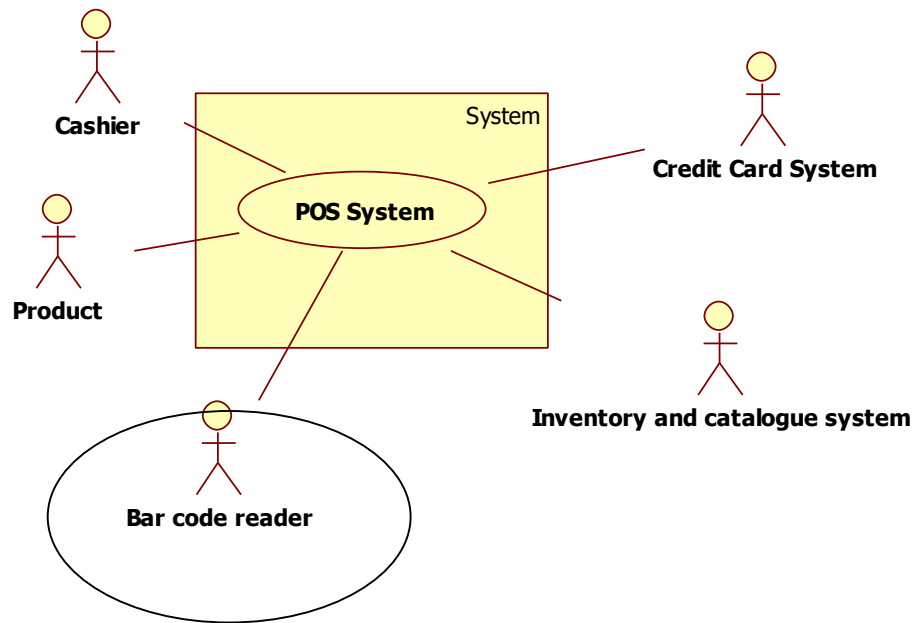 Cashier
System
Credit Card System
POS System
Product
Inventory and catalogue system
Bar code reader